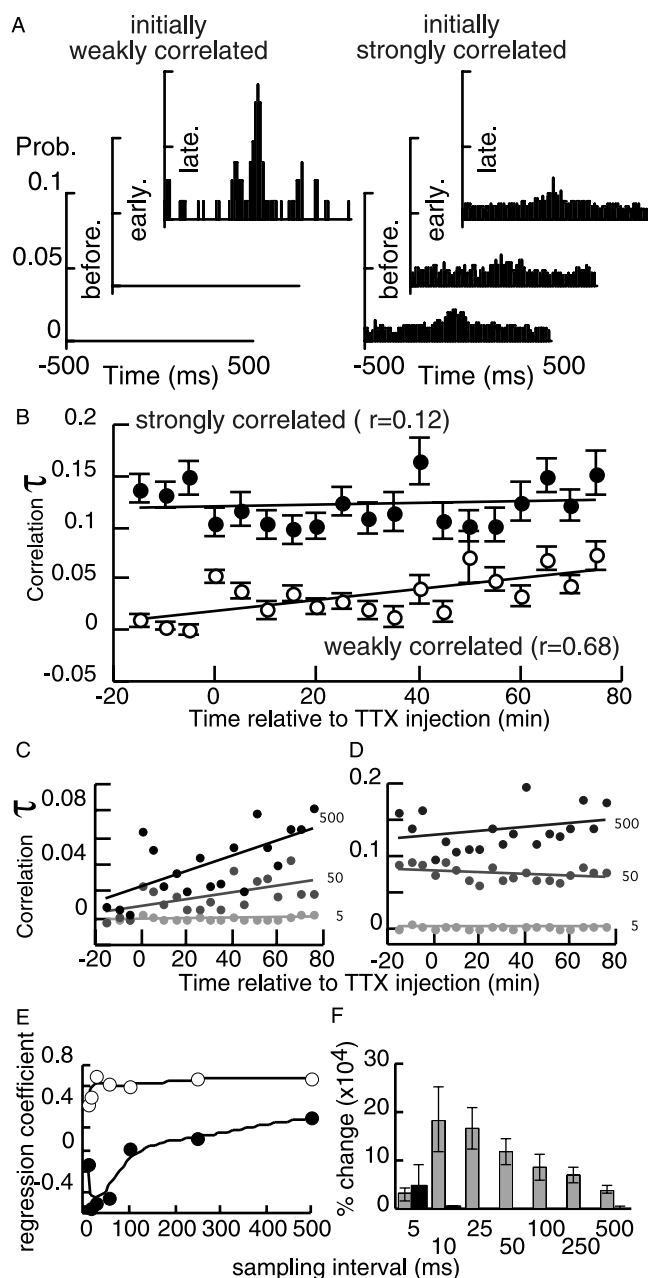 A
initially
weakly correlated
initially
strongly correlated
Prob.
late.
late.
0.1
early.
early.
before.
before.
0.05
0
-500
500
-500
500
Time (ms)
Time (ms)
B
0.2
strongly correlated ( r=0.12)
0.15
0.1
0.05
0
-0.05
Correlation τ
weakly correlated (r=0.68)
-20
0
20
40
60
80
Time relative to TTX injection (min)
C
D
Correlation τ
0.08
0.04
0
500
50
5
-20
0
20
40
60
80
0.2
0.1
0
500
50
5
-20
0
20
40
60
80
Time relative to TTX injection (min)
E
F
regression coefficient
0.8
0.4
0
-0.4
0
100
200
300
400
500
sampling interval (ms)
% change (x10⁴)
30
20
10
0
5
25
100
500
10
50
250